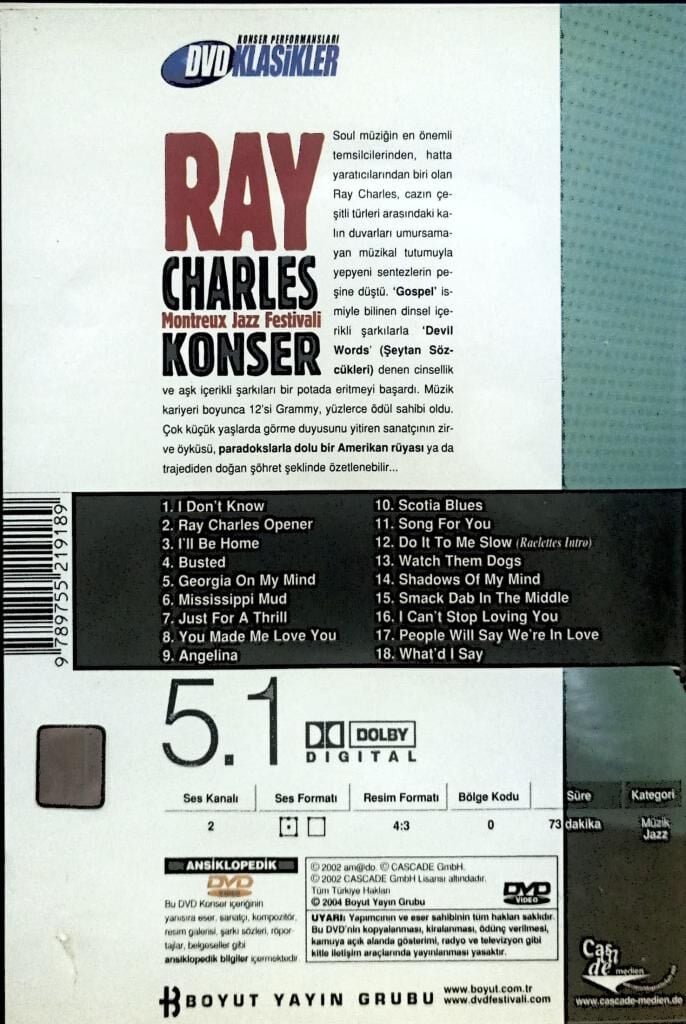 KONSER PERFORMANSLARI
DVD KLASİKLER
RAY
CHARLES
Montreux Jazz Festivali
KONSER
Soul müziğin en önemli
temsilcilerinden, hatta
yaratıcılarından biri olan
Ray Charles, cazın çe-
şitli türleri arasındaki ka-
lın duvarları umursama-
yan müzikal tutumuyla
yepyeni sentezlerin pe-
şine düştü. 'Gospel' is-
miyle bilinen dinsel içe-
rikli şarkılarla 'Devil
Words' (Şeytan Söz-
cükleri) denen cinsellik
ve aşk içerikli şarkıları bir potada eritmeyi başardı. Müzik
kariyeri boyunca 12'si Grammy, yüzlerce ödül sahibi oldu.
Çok küçük yaşlarda görme duyusunu yitiren sanatçının zir-
ve öyküsü, paradokslarla dolu bir Amerikan rüyası ya da
trajediden doğan şöhret şeklinde özetlenebilir...
9 789755 219189
1. I Don't Know
2. Ray Charles Opener
3. I'll Be Home
4. Busted
5. Georgia On My Mind
6. Mississippi Mud
7. Just For A Thrill
8. You Made Me Love You
9. Angelina
10. Scotia Blues
11. Song For You
12. Do It To Me Slow (Raelettes Intro)
13. Watch Them Dogs
14. Shadows Of My Mind
15. Smack Dab In The Middle
16. I Can't Stop Loving You
17. People Will Say We're In Love
18. What'd I Say
5.1
DOLBY
DIGITAL
Ses Kanalı Ses Formatı Resim Formatı Bölge Kodu Süre Kategori
2 4:3 0 73 dakika Müzik
Jazz
ANSİKLOPEDİK
DVD
VIDEO
Bu DVD Konser içeriğinin
yanısıra eser, sanatçı, kompozitör,
resim galerisi, şarkı sözleri, röpor-
tajlar, belgeseller gibi
ansiklopedik bilgiler içermektedir.
© 2002 am@do. © CASCADE GmbH.
© 2002 CASCADE GmbH Lisansı altındadır.
Tüm Türkiye Hakları
© 2004 Boyut Yayın Grubu
DVD
VIDEO
UYARI: Yapımcının ve eser sahibinin tüm hakları saklıdır.
Bu DVD'nin kopyalanması, kiralanması, ödünç verilmesi,
kamuya açık alanda gösterimi, radyo ve televizyon gibi
kitle iletişim araçlarında yayınlanması yasaktır.
Cascade
medien
www.cascade-medien.de
BOYUT YAYIN GRUBU
www.boyut.com.tr
www.dvdfestivali.com